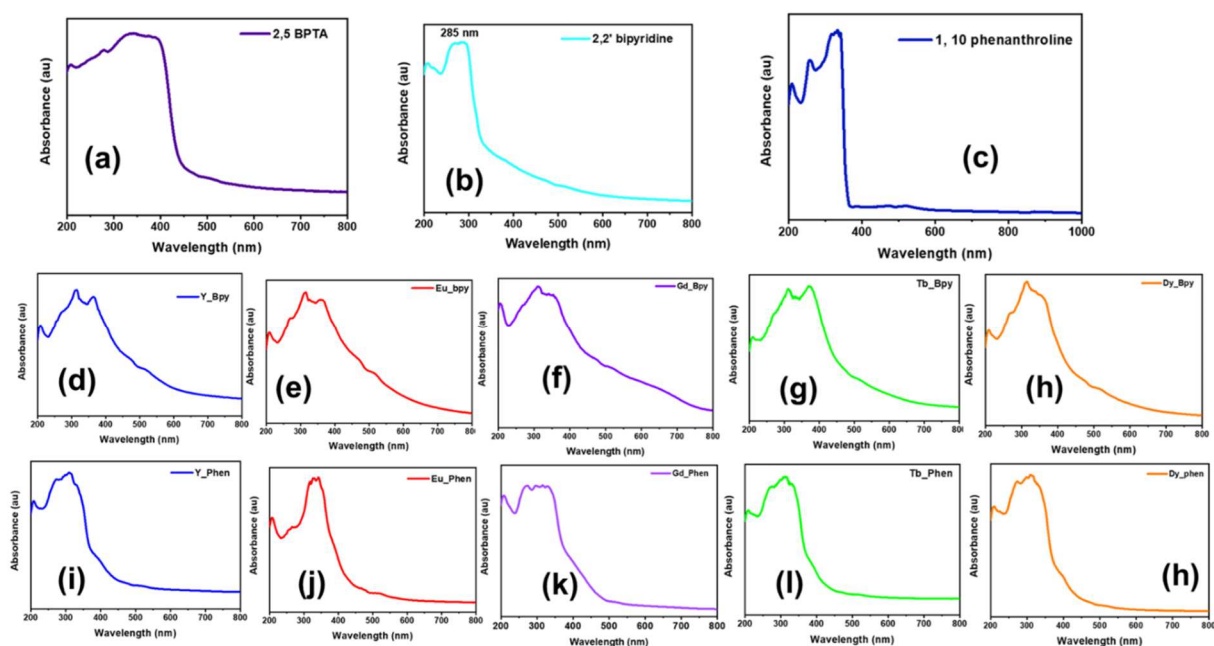 2,5 BPTA
Absorbance (au)
(a)
200 300 400 500 600 700 800
Wavelength (nm)
285 nm
2,2' bipyridine
Absorbance (au)
(b)
200 300 400 500 600 700 800
Wavelength (nm)
1, 10 phenanthroline
Absorbance (au)
(c)
200 400 600 800 1000
Wavelength (nm)
Y_Bpy
Absorbance (au)
(d)
200 300 400 500 600 700 800
Wavelength (nm)
Eu_bpy
Absorbance (au)
(e)
200 300 400 500 600 700 800
Wavelength (nm)
Gd_Bpy
Absorbance (au)
(f)
200 300 400 500 600 700 800
Wavelength (nm)
Tb_Bpy
Absorbance (au)
(g)
200 300 400 500 600 700 800
Wavelength (nm)
Dy_Bpy
Absorbance (au)
(h)
200 300 400 500 600 700 800
Wavelength (nm)
Y_Phen
Absorbance (au)
(i)
200 300 400 500 600 700 800
Wavelength (nm)
Eu_Phen
Absorbance (au)
(j)
200 300 400 500 600 700 800
Wavelength (nm)
Gd_Phen
Absorbance (au)
(k)
200 300 400 500 600 700 800
Wavelength (nm)
Tb_Phen
Absorbance (au)
(l)
200 300 400 500 600 700 800
Wavelength (nm)
Dy_phen
Absorbance (au)
(h)
200 300 400 500 600 700 800
Wavelength (nm)